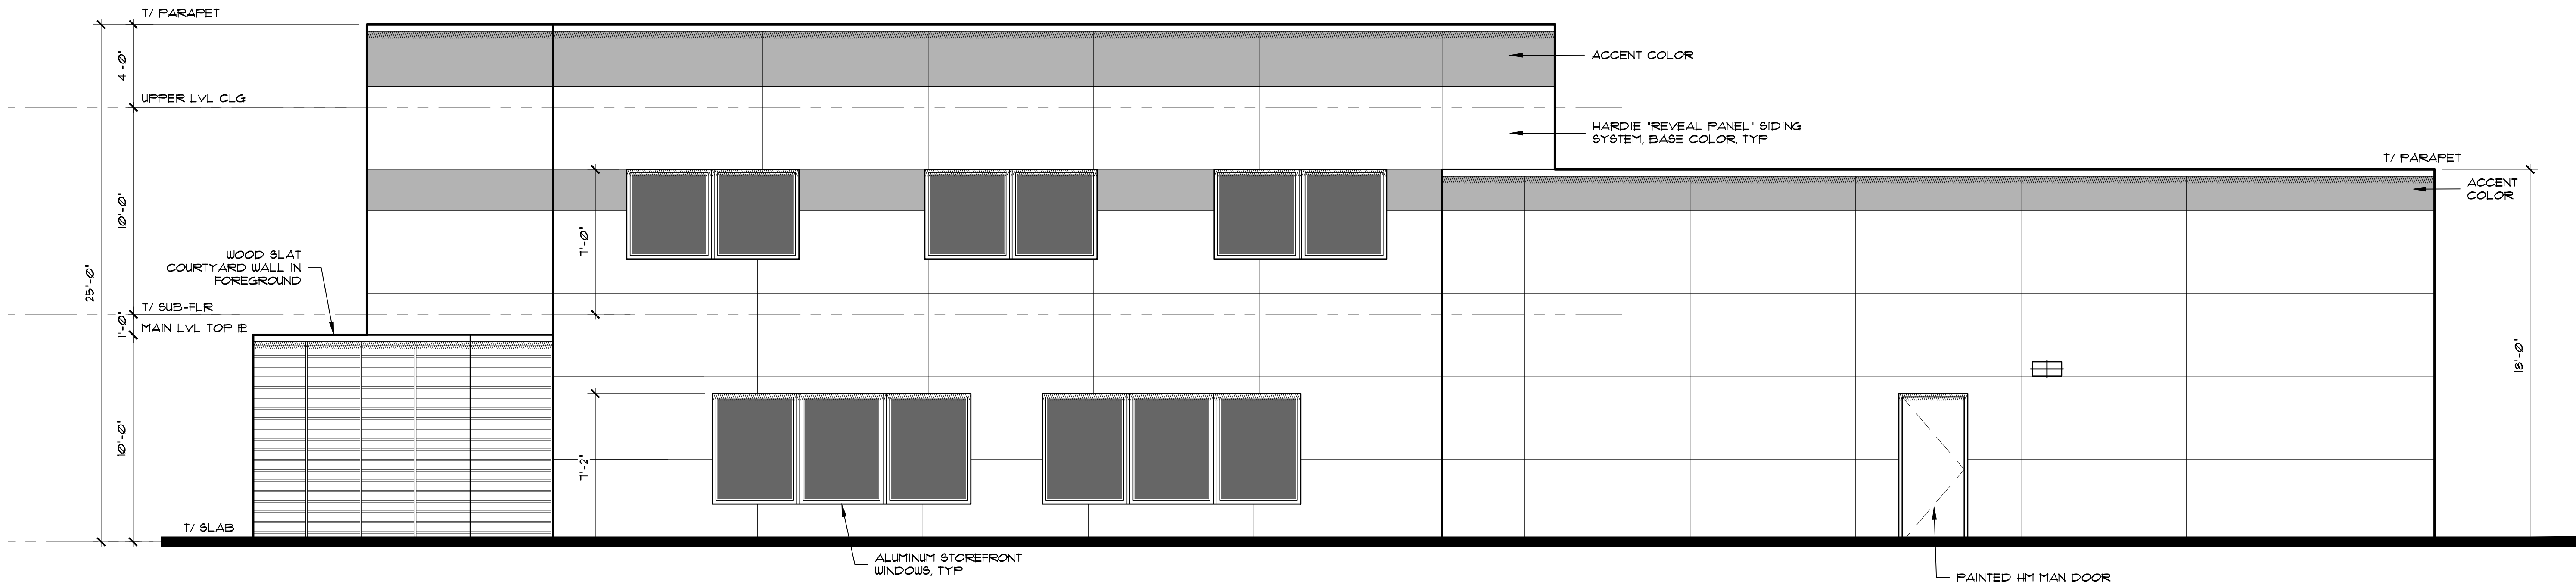 T/ PARAPET
4'-0"
UPPER LVL CLG
10'-0"
25'-0"
WOOD SLAT
COURTYARD WALL IN
FOREGROUND
T/ SUB-FLR
1'-0"
MAIN LVL TOP PL
10'-0"
T/ SLAB
7'-0"
7'-2"
ACCENT COLOR
HARDIE "REVEAL PANEL" SIDING
SYSTEM, BASE COLOR, TYP
T/ PARAPET
ACCENT
COLOR
18'-0"
ALUMINUM STOREFRONT
WINDOWS, TYP
PAINTED HM MAN DOOR